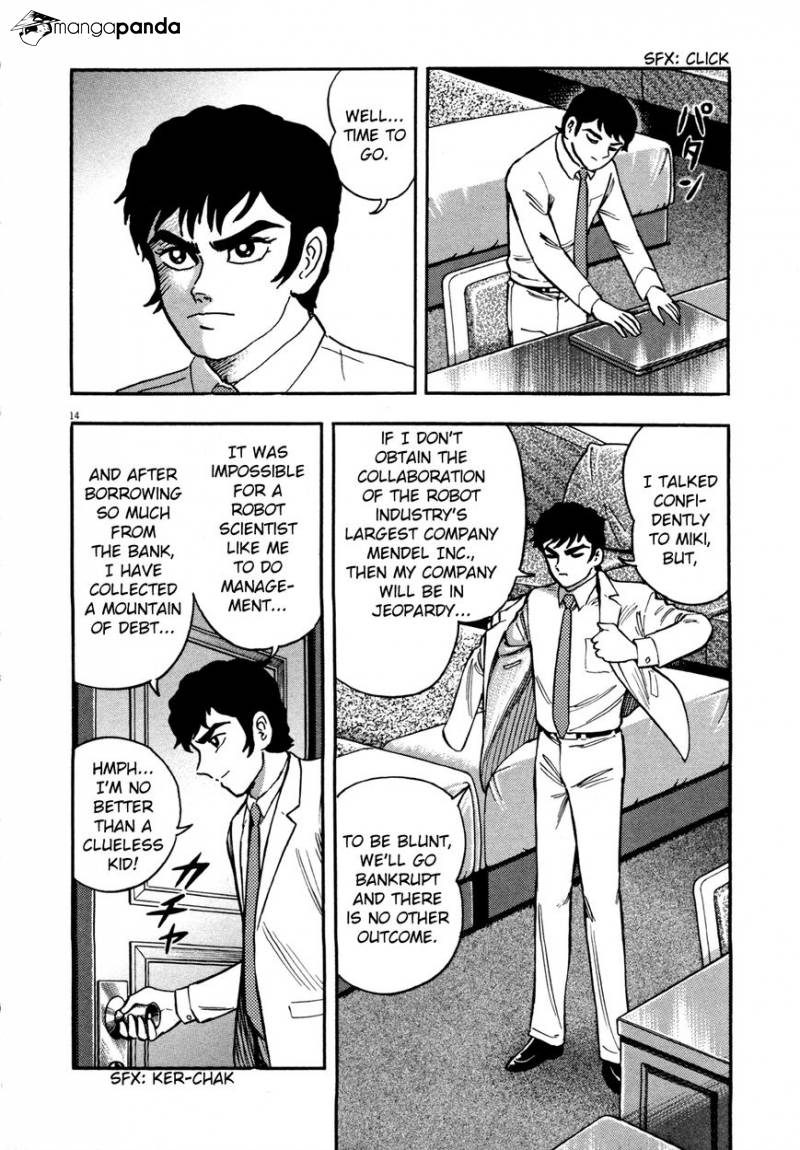 mangapanda
SFX: CLICK
パタン
WELL...
TIME TO
GO.
14
I TALKED
CONFI-
DENTLY
TO MIKI,
BUT,
IF I DON'T
OBTAIN THE
COLLABORATION
OF THE ROBOT
INDUSTRY'S
LARGEST COMPANY
MENDEL INC.,
THEN MY COMPANY
WILL BE IN
JEOPARDY...
TO BE BLUNT,
WE'LL GO
BANKRUPT
AND THERE
IS NO OTHER
OUTCOME.
IT WAS
IMPOSSIBLE
FOR A
ROBOT
SCIENTIST
LIKE ME
TO DO
MANAGE-
MENT...
AND AFTER
BORROWING
SO MUCH
FROM
THE BANK,
I HAVE
COLLECTED
A MOUNTAIN
OF DEBT...
HMPH...
I'M NO
BETTER
THAN A
CLUELESS
KID!
ガチャ
SFX: KER-CHAK